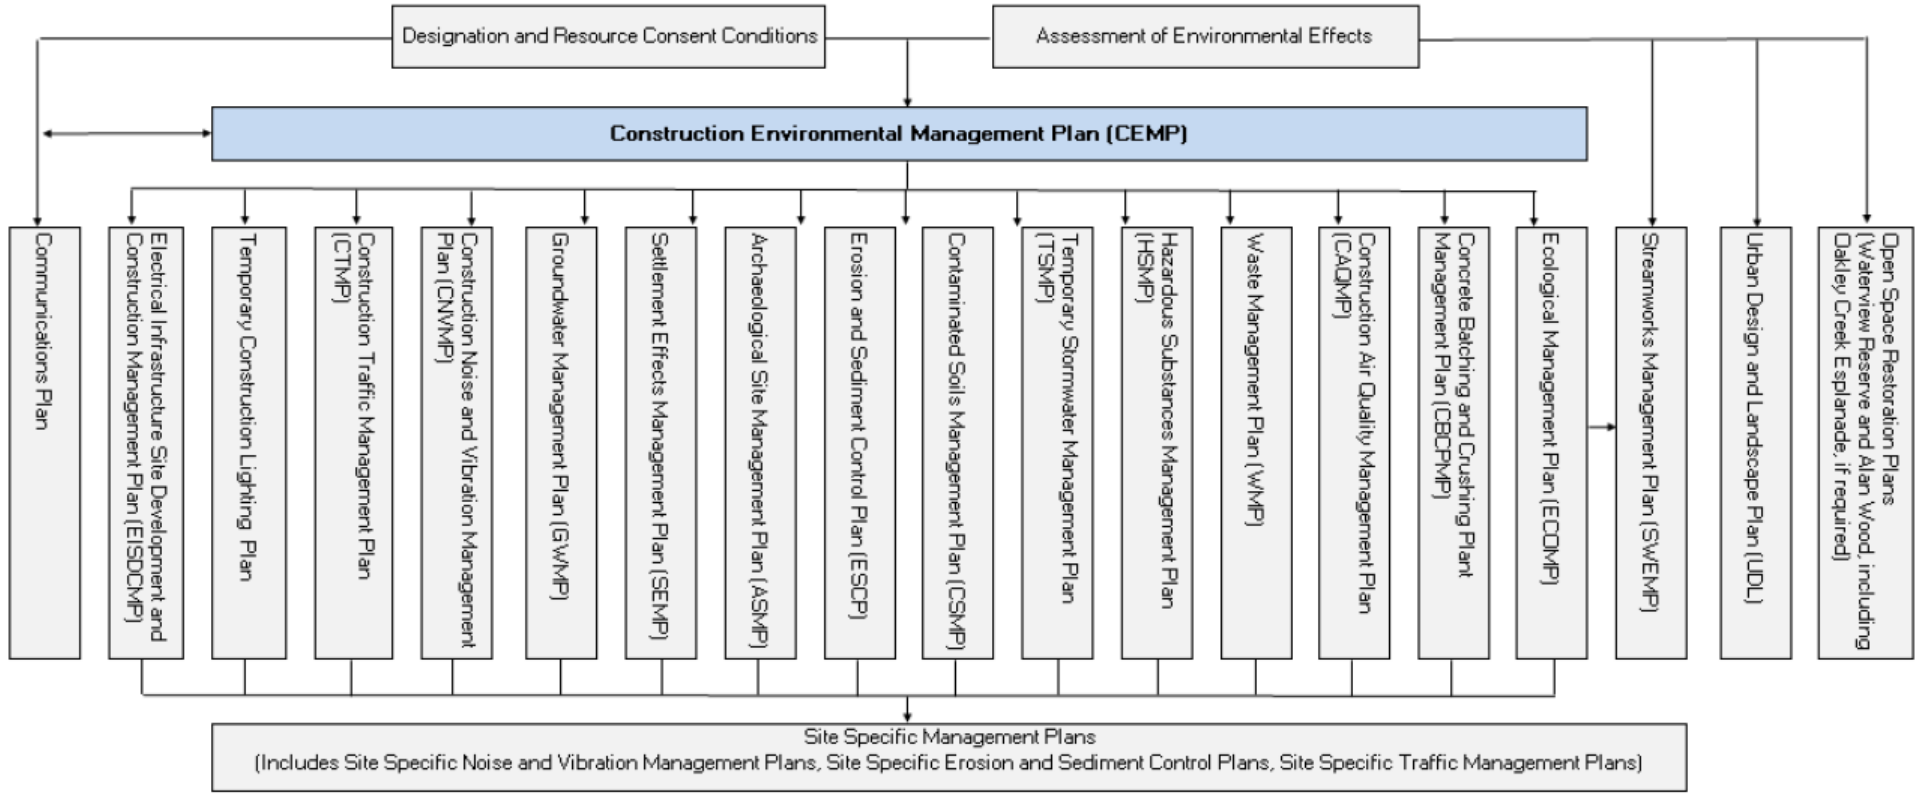 Designation and Resource Consent Conditions
Assessment of Environmental Effects
Construction Environmental Management Plan (CEMP)
Communications Plan
Electrical Infrastructure Site Development and
Construction Management Plan (EISDCMP)
Temporary Construction Lighting Plan
Construction Traffic Management Plan
(CTMP)
Construction Noise and Vibration Management
Plan (CNVMP)
Groundwater Management Plan (GWMP)
Settlement Effects Management Plan (SEMP)
Archaeological Site Management Plan (ASMP)
Erosion and Sediment Control Plan (ESCP)
Contaminated Soils Management Plan (CSMP)
Temporary Stormwater Management Plan
(TSMP)
Hazardous Substances Management Plan
(HSMP)
Waste Management Plan (WMP)
Construction Air Quality Management Plan
(CAQMP)
Concrete Batching and Crushing Plant
Management Plan (CBCPMP)
Ecological Management Plan (ECOMP)
Streamworks Management Plan (SWEMP)
Urban Design and Landscape Plan (UDL)
Open Space Restoration Plans
(Waterview Reserve and Alan Wood, including
Oakley Creek Esplanade, if required)
Site Specific Management Plans
(Includes Site Specific Noise and Vibration Management Plans, Site Specific Erosion and Sediment Control Plans, Site Specific Traffic Management Plans)